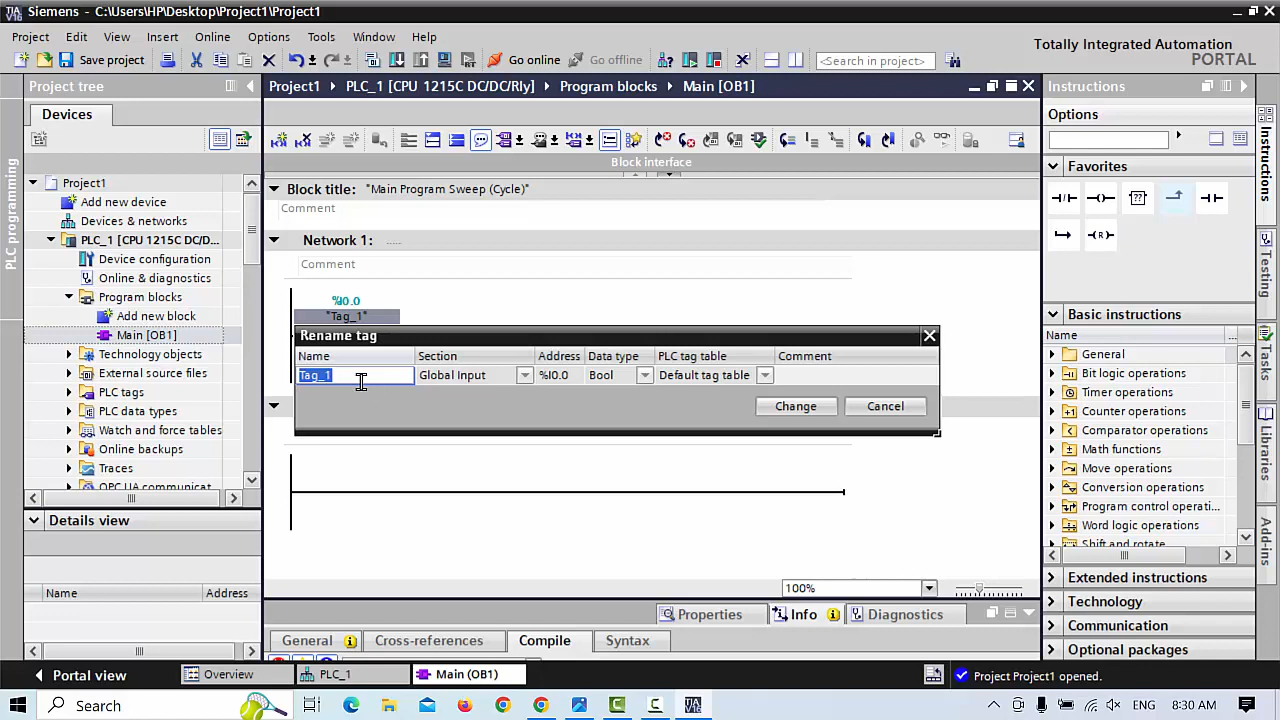 Siemens - C:\Users\HP\Desktop\Project1\Project1
TIA
V16
Project Edit View Insert Online Options Tools Window Help
Totally Integrated Automation
PORTAL
Save project
Go online
Go offline
<Search in project>
Project tree
Project1 PLC_1 [CPU 1215C DC/DC/Rly] Program blocks Main [OB1]
Instructions
Devices
Options
PLC programming
Block interface
Favorites
Block title: "Main Program Sweep (Cycle)"
Comment
Network 1: .....
Comment
%I0.0
"Tag_1"
Project1
Add new device
Devices & networks
PLC_1 [CPU 1215C DC/D...
Device configuration
Online & diagnostics
Program blocks
Add new block
Main [OB1]
Technology objects
External source files
PLC tags
PLC data types
Watch and force tables
Online backups
Traces
OPC UA communicat...
Rename tag
Name Section Address Data type PLC tag table Comment
Tag_1 Global Input %I0.0 Bool Default tag table
Change Cancel
Basic instructions
Name
General
Bit logic operations
Timer operations
Counter operations
Comparator operations
Math functions
Move operations
Conversion operations
Program control operati...
Word logic operations
Shift and rotate
Extended instructions
Technology
Communication
Optional packages
Instructions
Testing
Tasks
Libraries
Add-ins
Details view
Name Address
100%
Properties Info Diagnostics
General Cross-references Compile Syntax
Portal view Overview PLC_1 Main (OB1) Project Project1 opened.
Search
8:30 AM